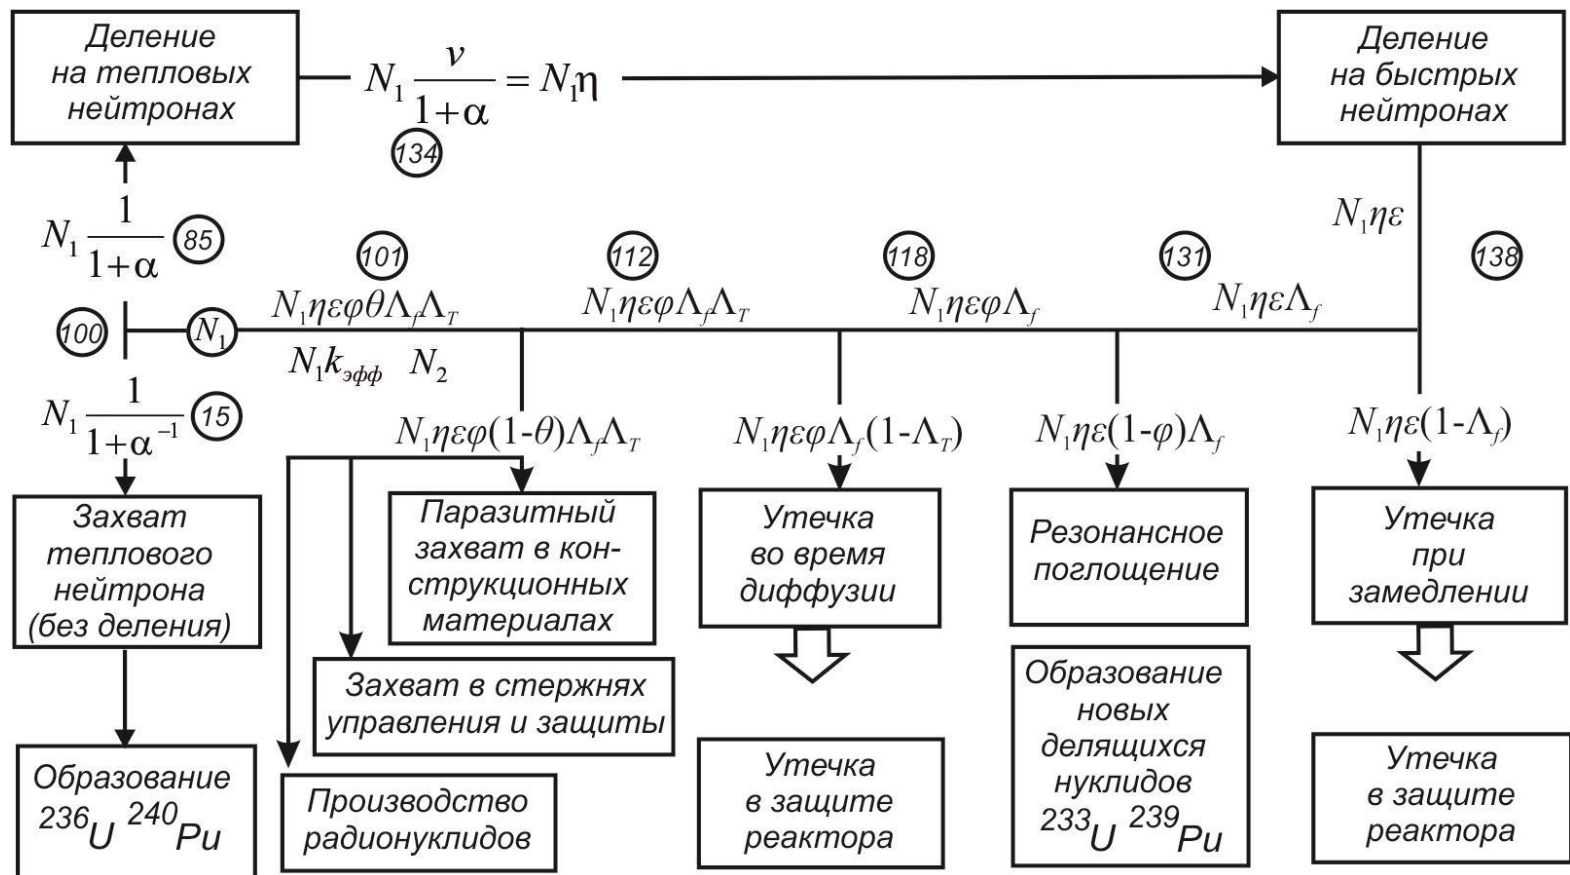 Деление
на тепловых
нейтронах
N₁ ν/(1+α) = N₁η
134
Деление
на быстрых
нейтронах
N₁ 1/(1+α)
85
N₁ηε
138
101
112
118
131
N₁ηεφθΛ_fΛ_T
N₁ηεφΛ_fΛ_T
N₁ηεφΛ_f
N₁ηεΛ_f
100
N₁
N₁k_эфф N₂
N₁ 1/(1+α⁻¹)
15
N₁ηεφ(1-θ)Λ_fΛ_T
N₁ηεφΛ_f(1-Λ_T)
N₁ηε(1-φ)Λ_f
N₁ηε(1-Λ_f)
Захват
теплового
нейтрона
(без деления)
Паразитный
захват в кон-
струкционных
материалах
Утечка
во время
диффузии
Резонансное
поглощение
Утечка
при
замедлении
Захват в стержнях
управления и защиты
Образование
²³⁶U ²⁴⁰Pu
Производство
радионуклидов
Утечка
в защите
реактора
Образование
новых
делящихся
нуклидов
²³³U ²³⁹Pu
Утечка
в защите
реактора